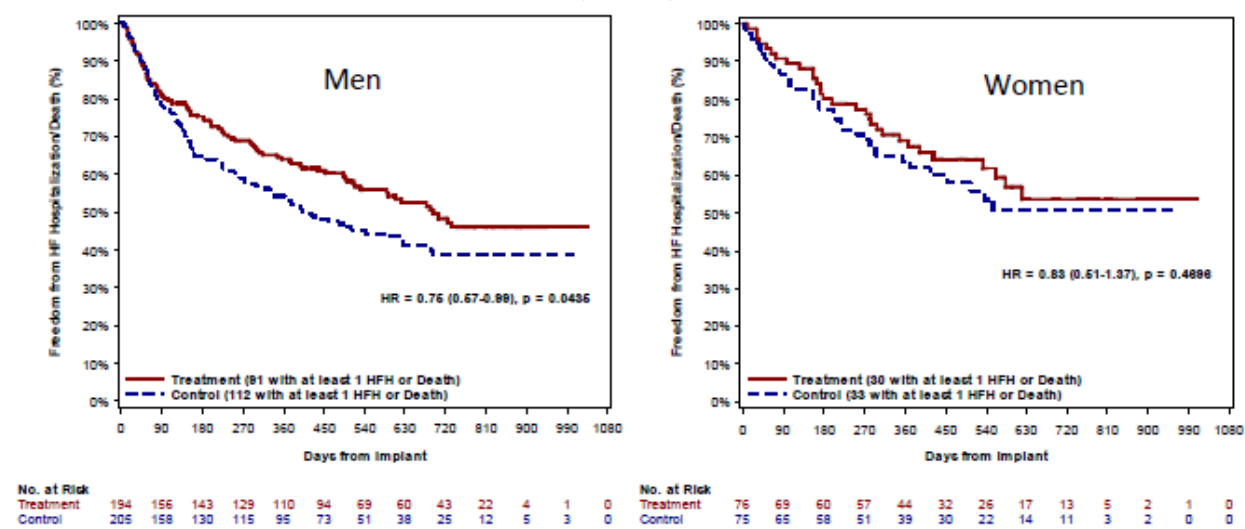 Men
Freedom from HF Hospitalization/Death (%)
100%
90%
80%
70%
60%
50%
40%
30%
20%
10%
0%
HR = 0.75 (0.57-0.99), p = 0.0435
Treatment (91 with at least 1 HFH or Death)
Control (112 with at least 1 HFH or Death)
0 90 180 270 360 450 540 630 720 810 900 990 1080
Days from Implant
No. at Risk
Treatment 194 156 143 129 110 94 69 60 43 22 4 1 0
Control 205 158 130 115 95 73 51 38 25 12 5 3 0
Women
Freedom from HF Hospitalization/Death (%)
100%
90%
80%
70%
60%
50%
40%
30%
20%
10%
0%
HR = 0.83 (0.51-1.37), p = 0.4696
Treatment (30 with at least 1 HFH or Death)
Control (33 with at least 1 HFH or Death)
0 90 180 270 360 450 540 630 720 810 900 990 1080
Days from Implant
No. at Risk
Treatment 76 69 60 57 44 32 26 17 13 5 2 1 0
Control 75 65 58 51 39 30 22 14 11 3 2 0 0